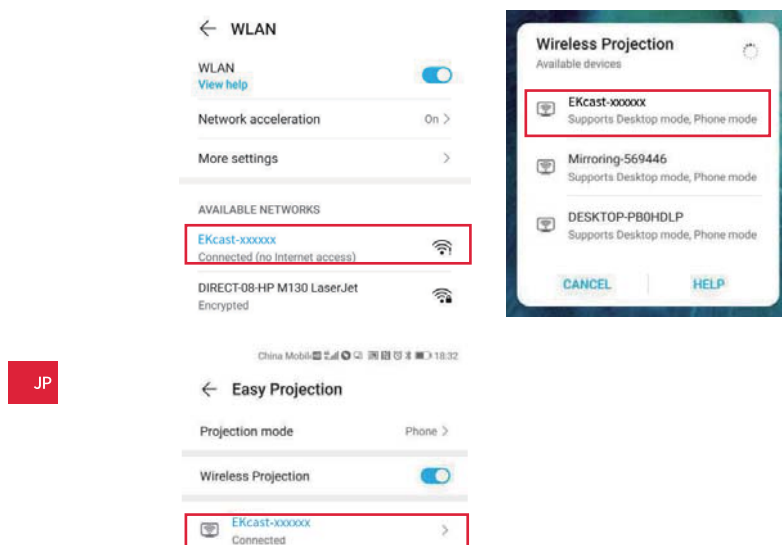 WLAN
WLAN
View help
Network acceleration On
More settings
AVAILABLE NETWORKS
EKcast-xxxxxx
Connected (no Internet access)
DIRECT-08-HP M130 LaserJet
Encrypted
Wireless Projection
Available devices
EKcast-xxxxxx
Supports Desktop mode, Phone mode
Mirroring-569446
Supports Desktop mode, Phone mode
DESKTOP-PB0HDLP
Supports Desktop mode, Phone mode
CANCEL HELP
JP
China Mobile 18:32
Easy Projection
Projection mode Phone
Wireless Projection
EKcast-xxxxxx
Connected